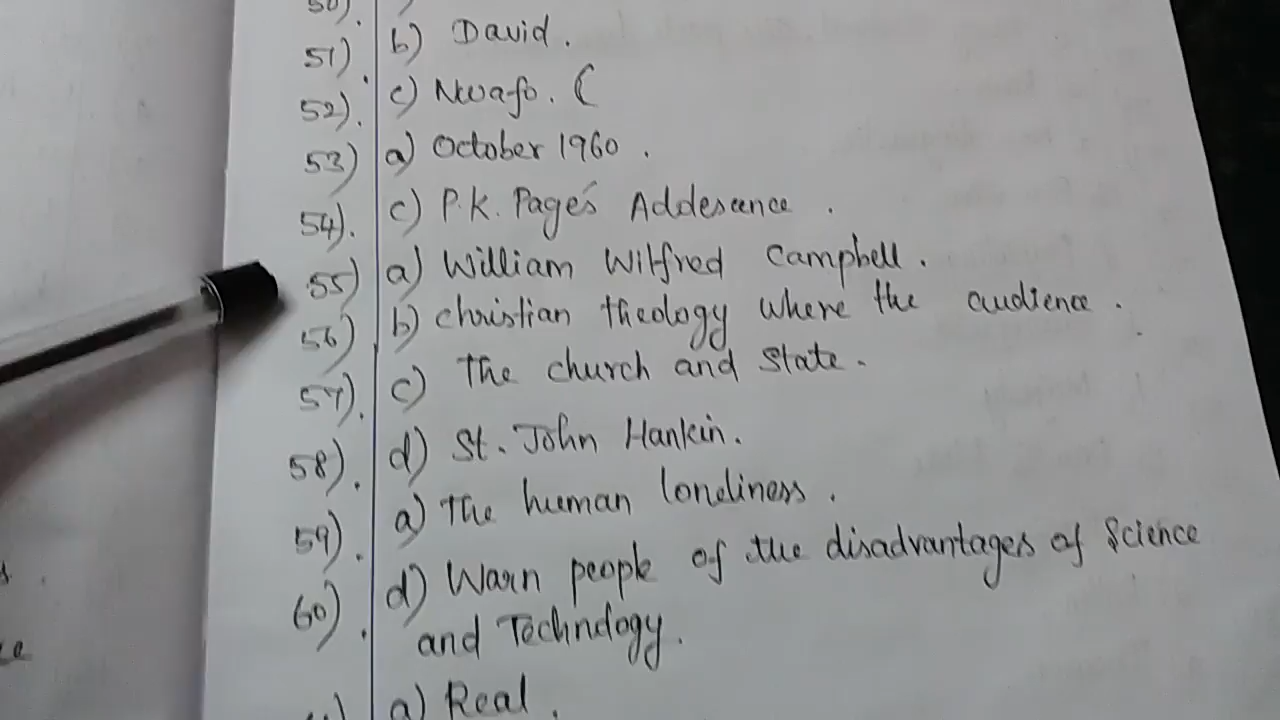 50).
51). b) David.
52). c) Nwafo. (
53) a) October 1960.
54). c) P.K. Page's Addesence.
55) a) William Wilfred Campbell.
56) b) christian theology where the audience.
57). c) The church and State.
58). d) St. John Hankin.
59). a) The human loneliness.
60). d) Warn people of the disadvantages of Science
and Technology.
a) Real.